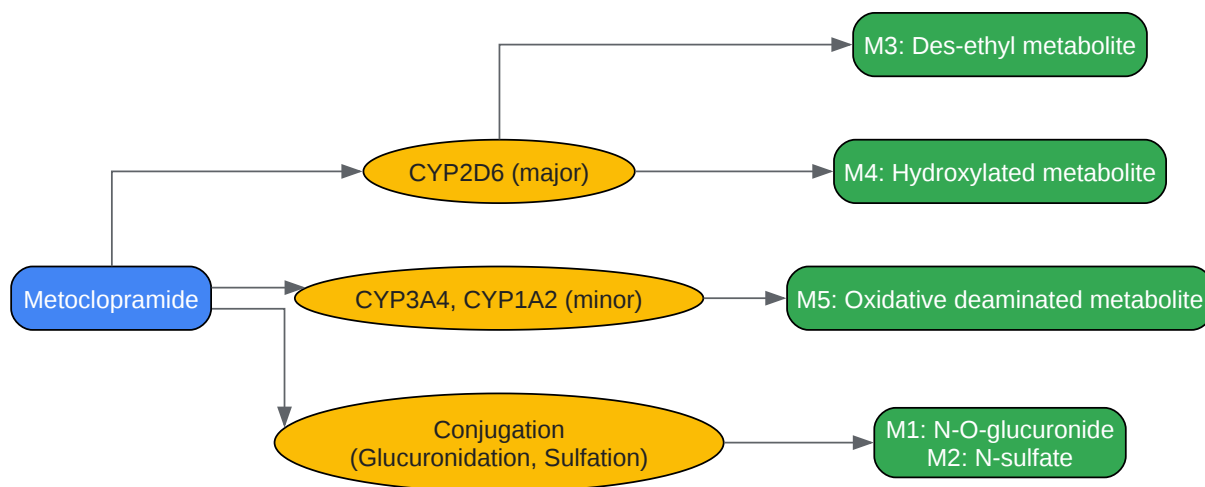 M3: Des-ethyl metabolite
CYP2D6 (major)
M4: Hydroxylated metabolite
Metoclopramide
CYP3A4, CYP1A2 (minor)
M5: Oxidative deaminated metabolite
Conjugation
(Glucuronidation, Sulfation)
M1: N-O-glucuronide
M2: N-sulfate